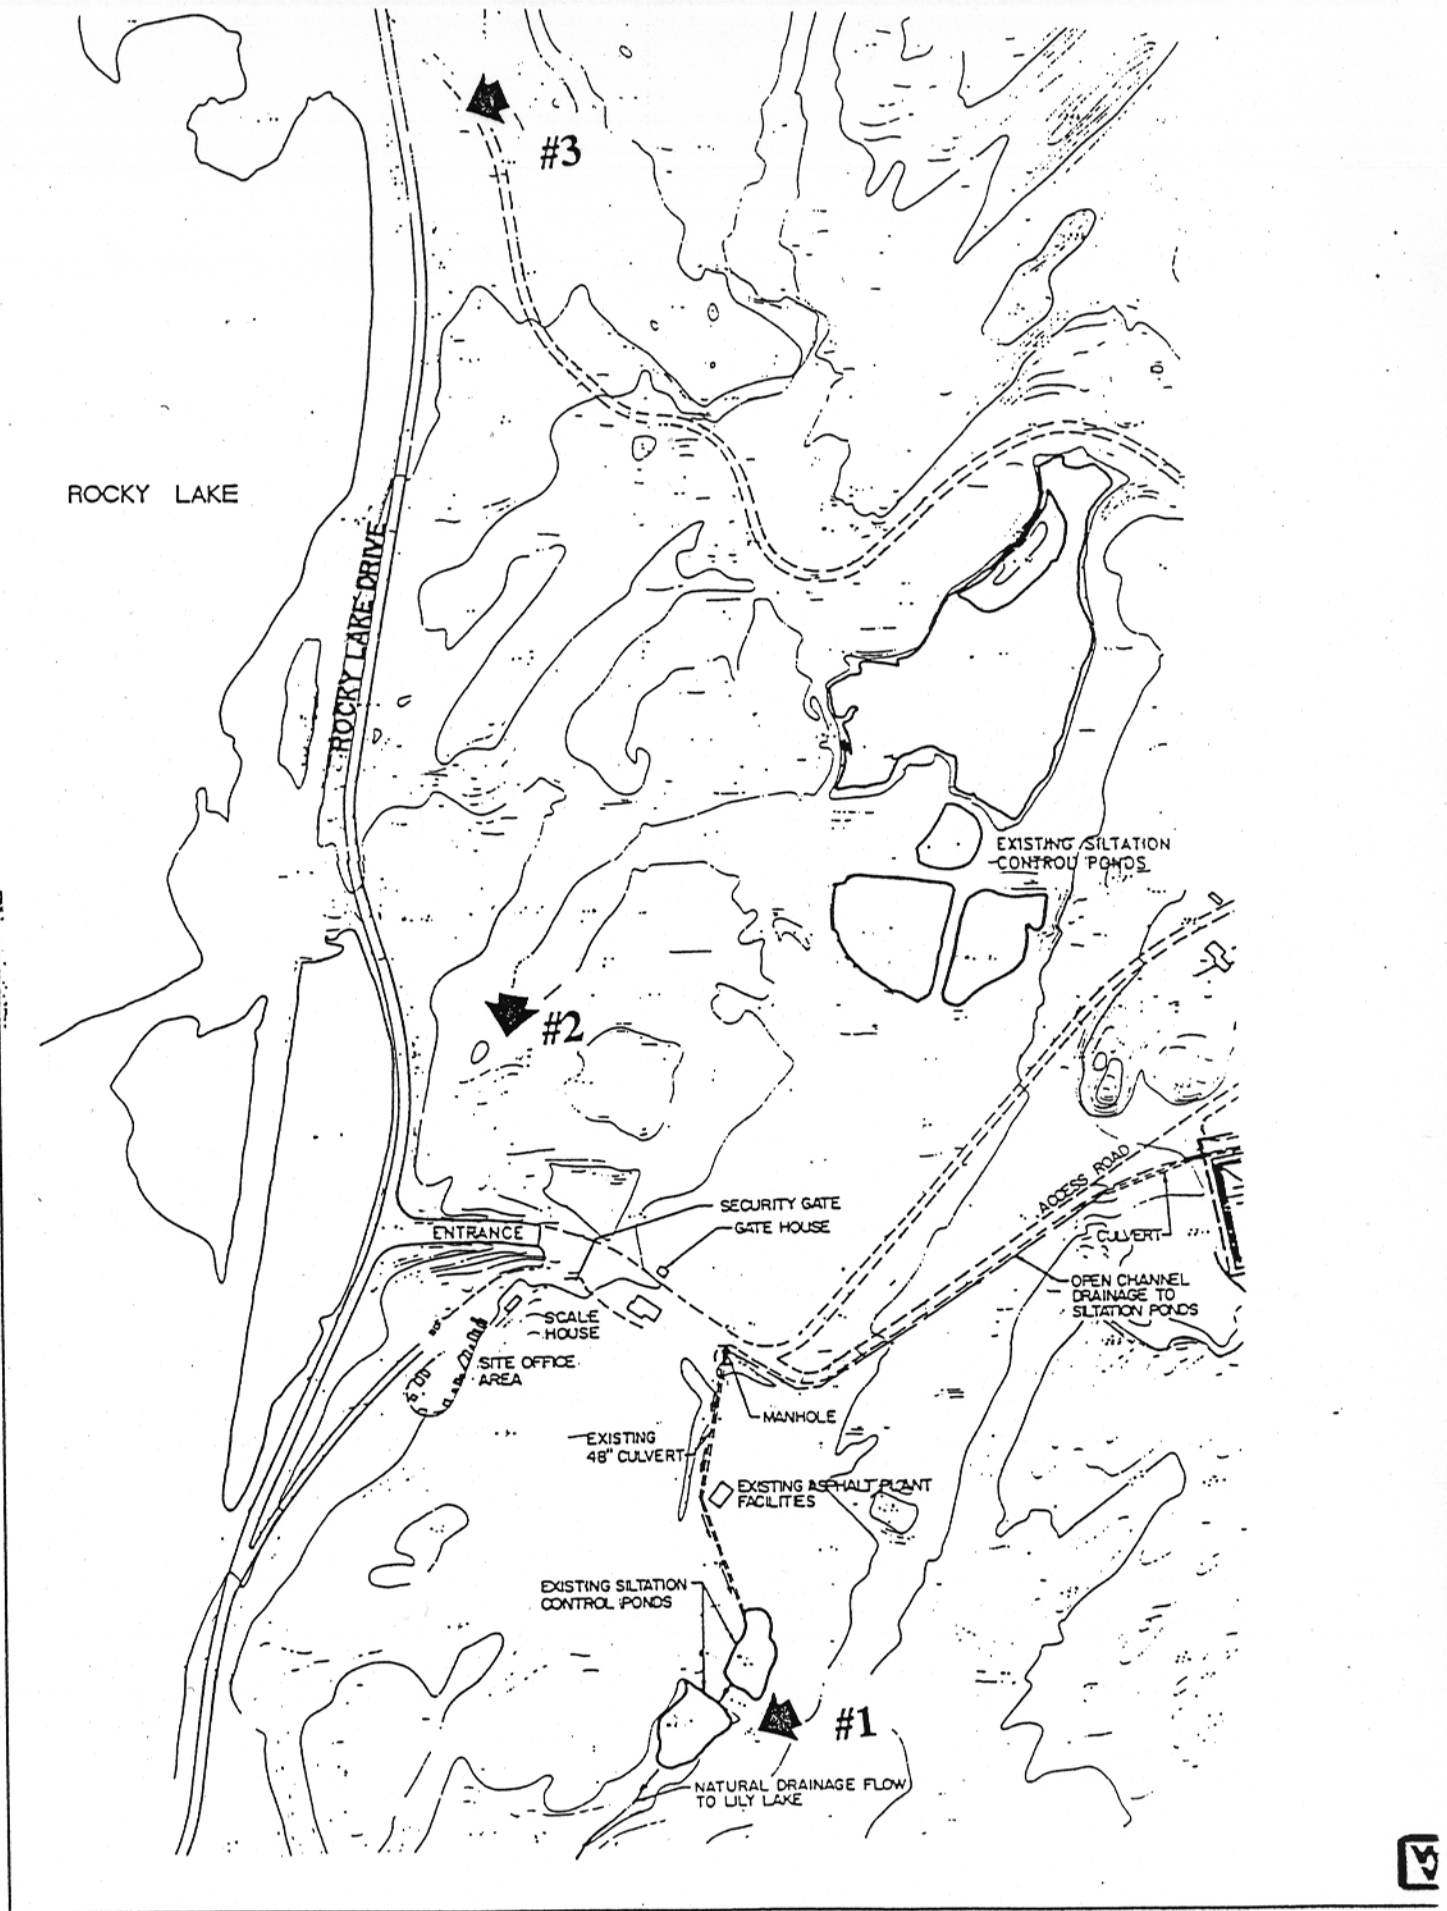 #3
ROCKY LAKE
ROCKY LAKE DRIVE
EXISTING SILTATION
CONTROL PONDS
#2
ACCESS ROAD
SECURITY GATE
ENTRANCE
GATE HOUSE
CULVERT
OPEN CHANNEL
DRAINAGE TO
SILTATION PONDS
SCALE
HOUSE
SITE OFFICE
AREA
MANHOLE
EXISTING
48" CULVERT
EXISTING ASPHALT PLANT
FACILITIES
EXISTING SILTATION
CONTROL PONDS
#1
NATURAL DRAINAGE FLOW
TO LILY LAKE